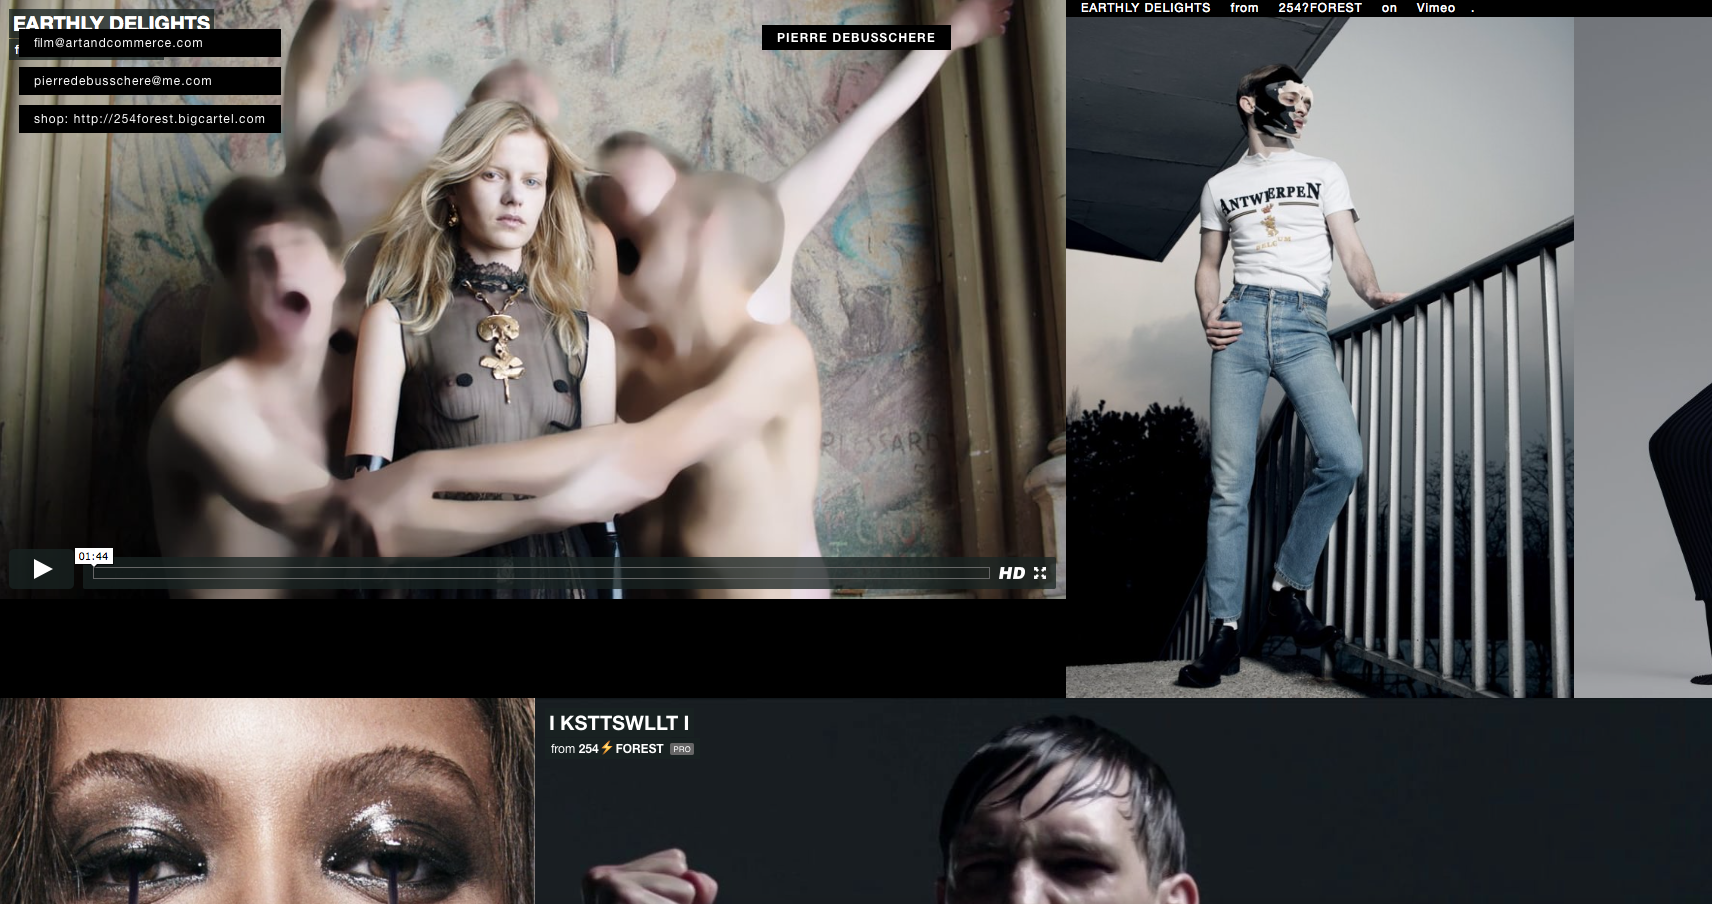 EARTHLY DELIGHTS
film@artandcommerce.com
pierredebusschere@me.com
shop: http://254forest.bigcartel.com
PIERRE DEBUSSCHERE
EARTHLY DELIGHTS from 254?FOREST on Vimeo .
ANTWERPEN
BELGIUM
01:44
HD
I KSTTSWLLT I
from 254⚡FOREST PRO